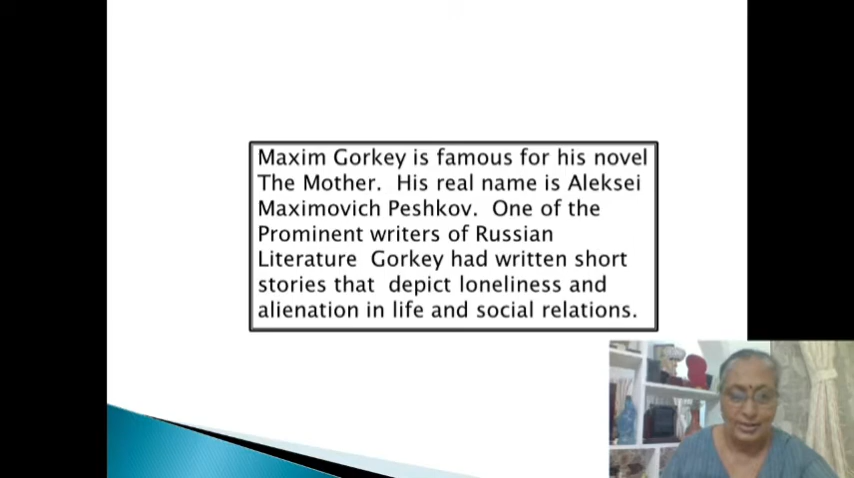 Maxim Gorkey is famous for his novel
The Mother.  His real name is Aleksei
Maximovich Peshkov.  One of the
Prominent writers of Russian
Literature  Gorkey had written short
stories that  depict loneliness and
alienation in life and social relations.